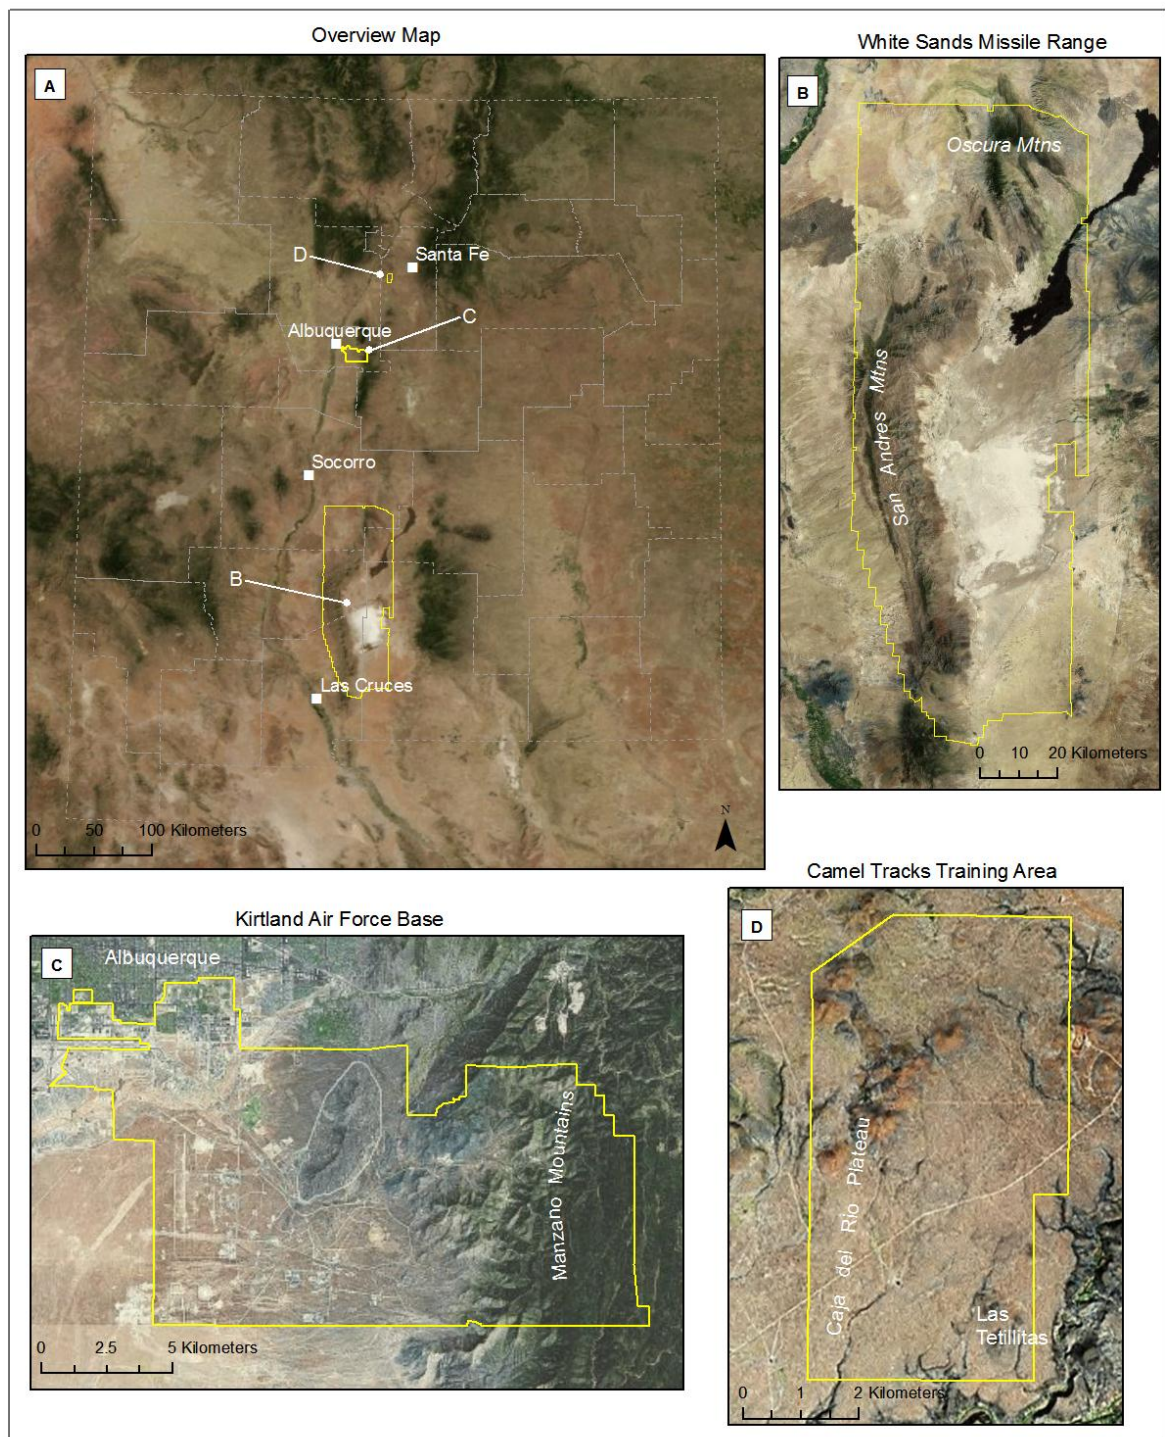 Overview Map
A
D
Santa Fe
Albuquerque
C
Socorro
B
Las Cruces
N
0 50 100 Kilometers
White Sands Missile Range
B
Oscura Mtns
San Andres Mtns
0 10 20 Kilometers
Kirtland Air Force Base
C
Albuquerque
Manzano Mountains
0 2.5 5 Kilometers
Camel Tracks Training Area
D
Caja del Rio Plateau
Las
Tetillitas
0 1 2 Kilometers